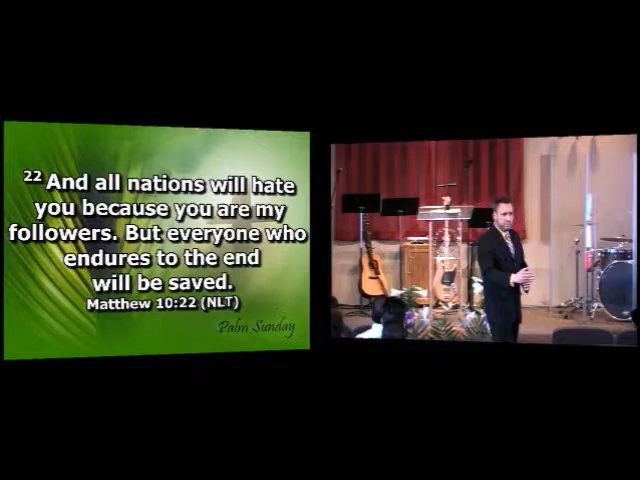 22 And all nations will hate
you because you are my
followers. But everyone who
endures to the end
will be saved.
Matthew 10:22 (NLT)
Palm Sunday